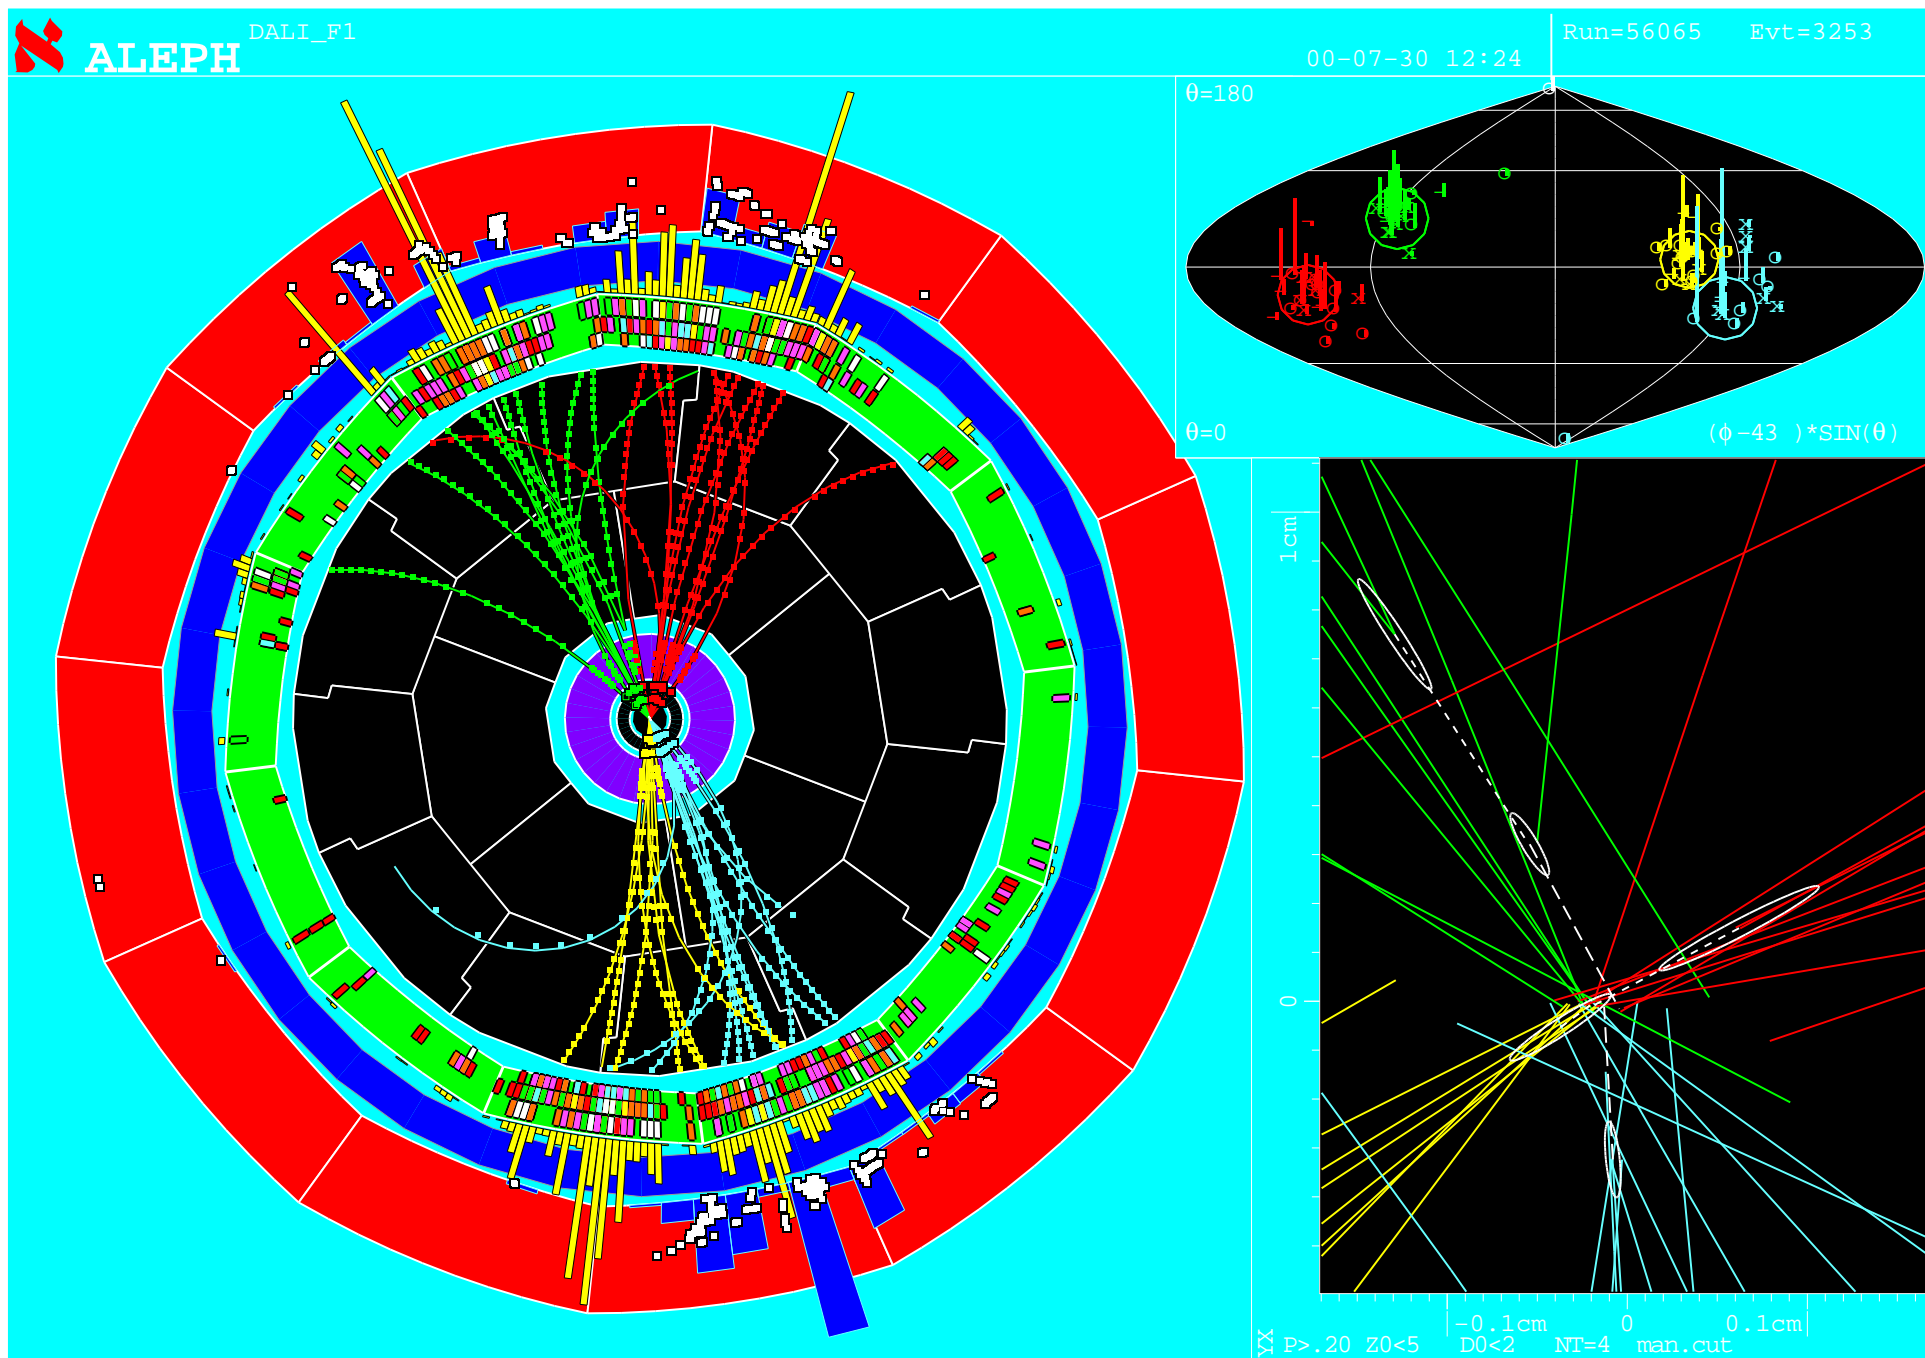 ALEPH DALI_F1
Run=56065 Evt=3253
00-07-30 12:24
θ=180
θ=0
(ϕ-43 )*SIN(θ)
1cm
0
-0.1cm 0 0.1cm
YX P>.20 Z0<5 D0<2 NT=4 man.cut